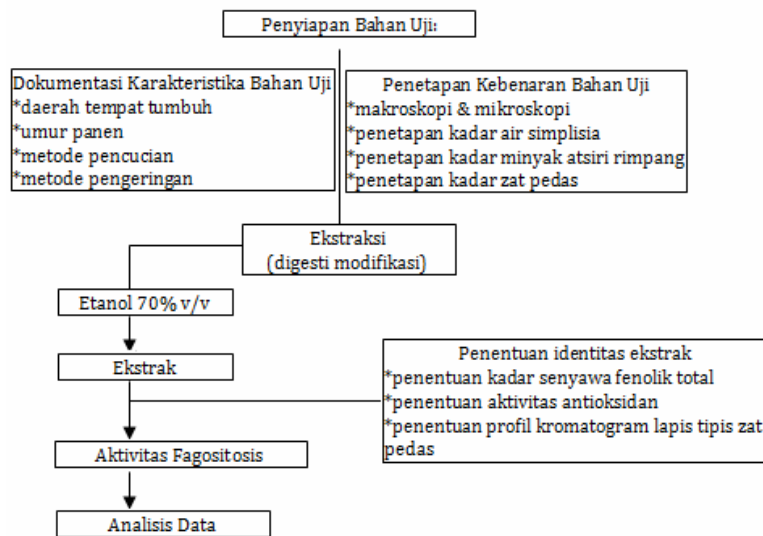 Penyiapan Bahan Uji:
Dokumentasi Karakteristika Bahan Uji
*daerah tempat tumbuh
*umur panen
*metode pencucian
*metode pengeringan
Penetapan Kebenaran Bahan Uji
*makroskopi & mikroskopi
*penetapan kadar air simplisia
*penetapan kadar minyak atsiri rimpang
*penetapan kadar zat pedas
Ekstraksi
(digesti modifikasi)
Etanol 70% v/v
Ekstrak
Penentuan identitas ekstrak
*penentuan kadar senyawa fenolik total
*penentuan aktivitas antioksidan
*penentuan profil kromatogram lapis tipis zat
pedas
Aktivitas Fagositosis
Analisis Data